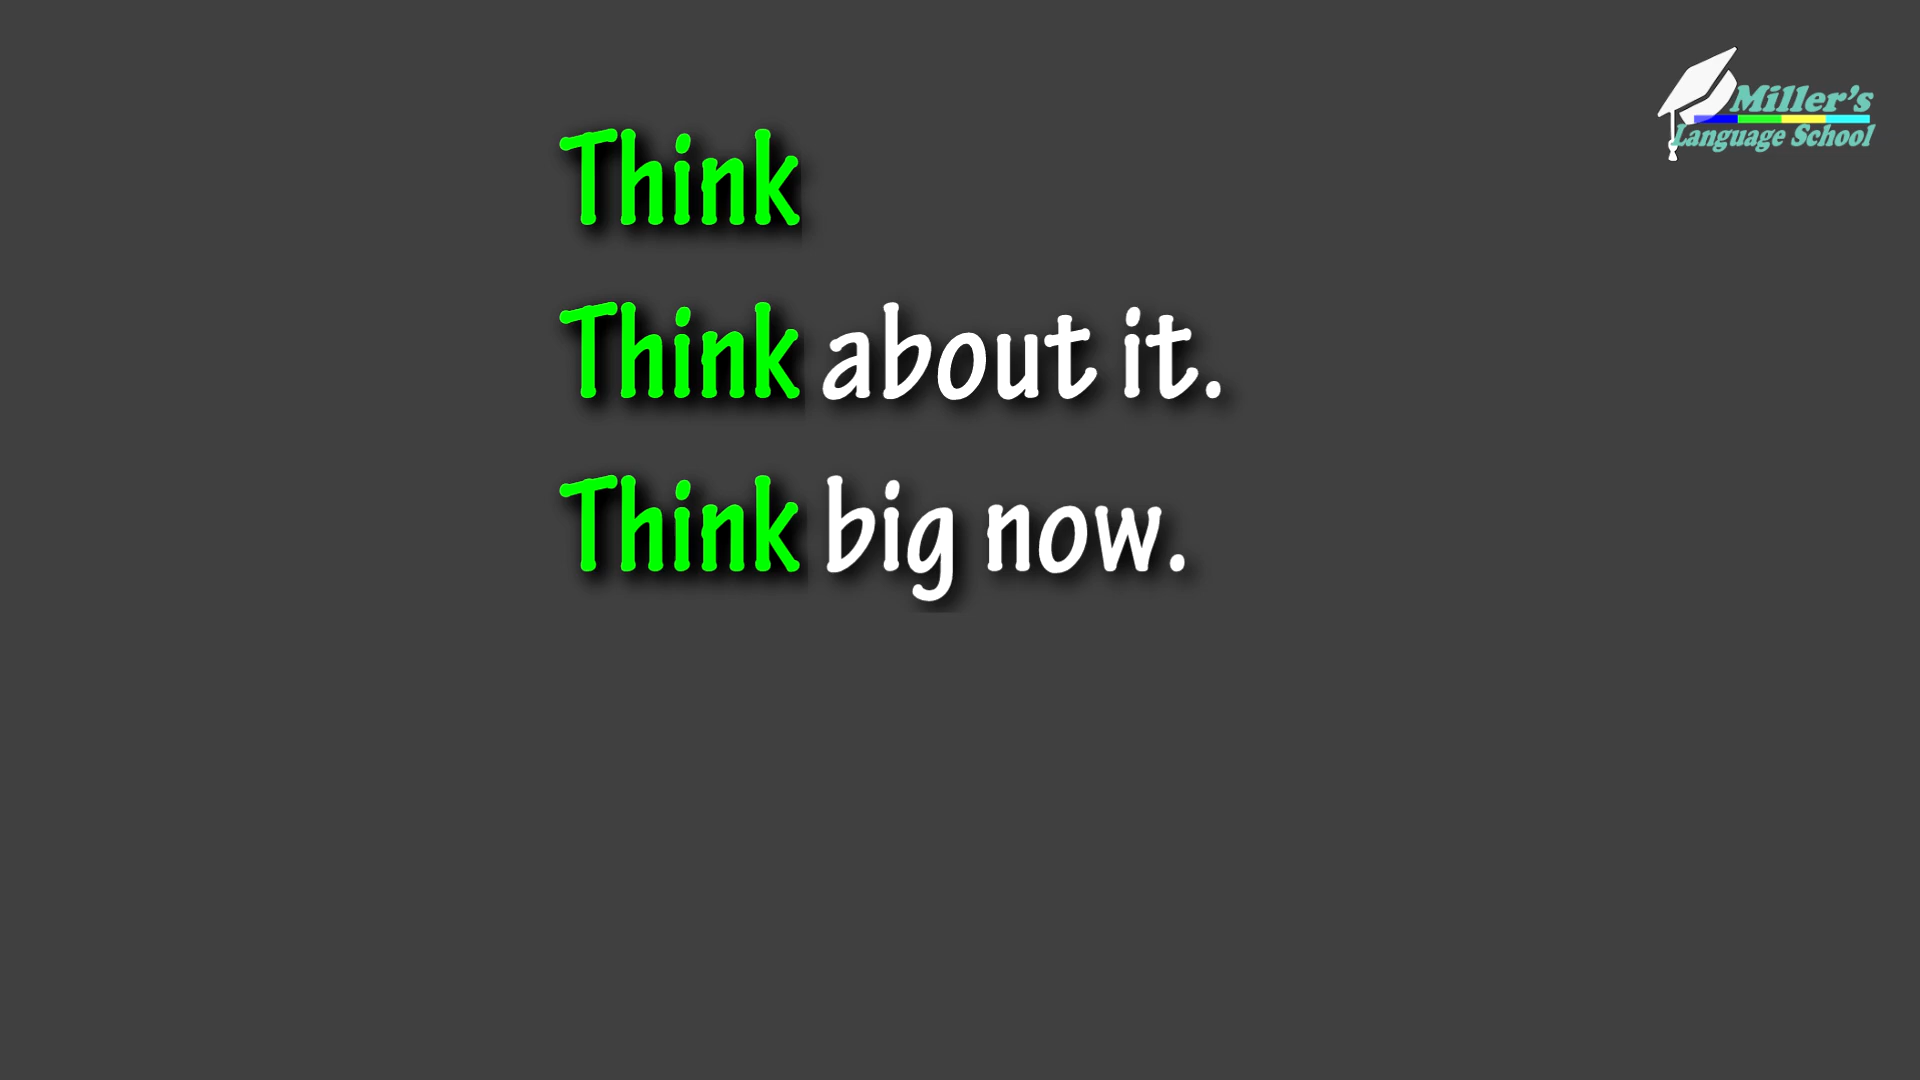 Miller's
Language School
Think
Think about it.
Think big now.